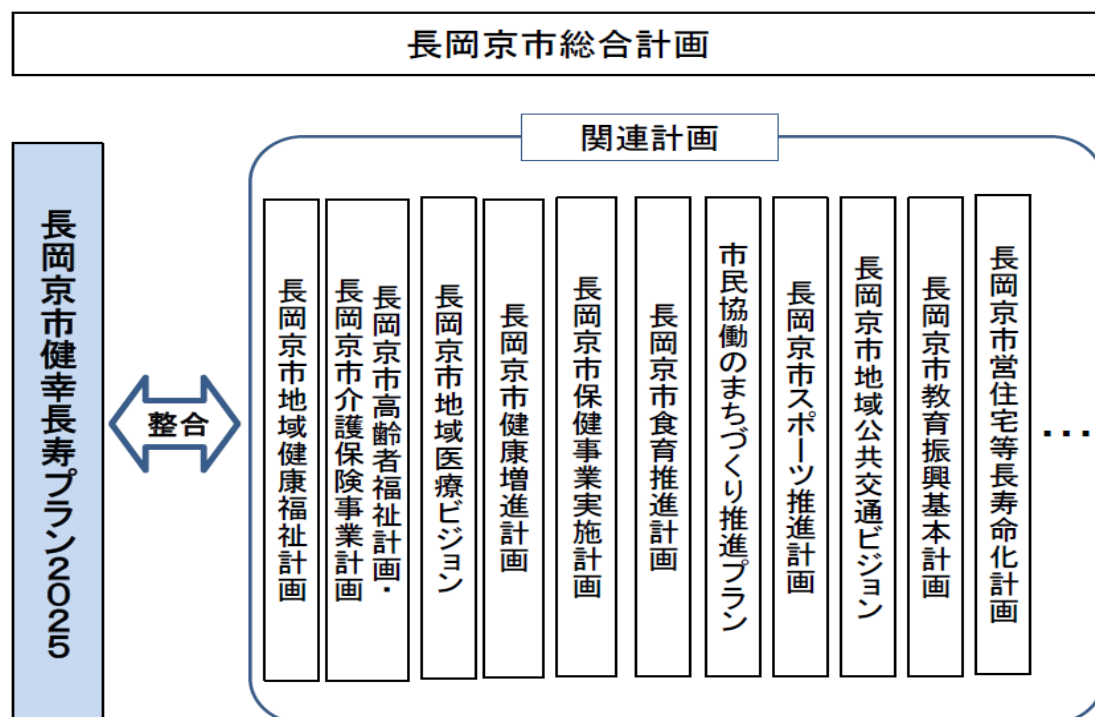 長岡京市総合計画
関連計画
長岡京市健幸長寿プラン2025
整合
長岡京市地域健康福祉計画
長岡京市高齢者福祉計画・
長岡京市介護保険事業計画
長岡京市地域医療ビジョン
長岡京市健康増進計画
長岡京市保健事業実施計画
長岡京市食育推進計画
市民協働のまちづくり推進プラン
長岡京市スポーツ推進計画
長岡京市地域公共交通ビジョン
長岡京市教育振興基本計画
長岡京市営住宅等長寿命化計画
・・・